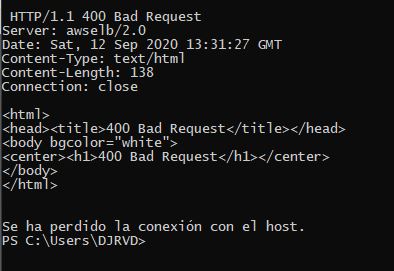 HTTP/1.1 400 Bad Request
Server: awselb/2.0
Date: Sat, 12 Sep 2020 13:31:27 GMT
Content-Type: text/html
Content-Length: 138
Connection: close
<html>
<head><title>400 Bad Request</title></head>
<body bgcolor="white">
<center><h1>400 Bad Request</h1></center>
</body>
</html>
Se ha perdido la conexión con el host.
PS C:\Users\DJRVD>